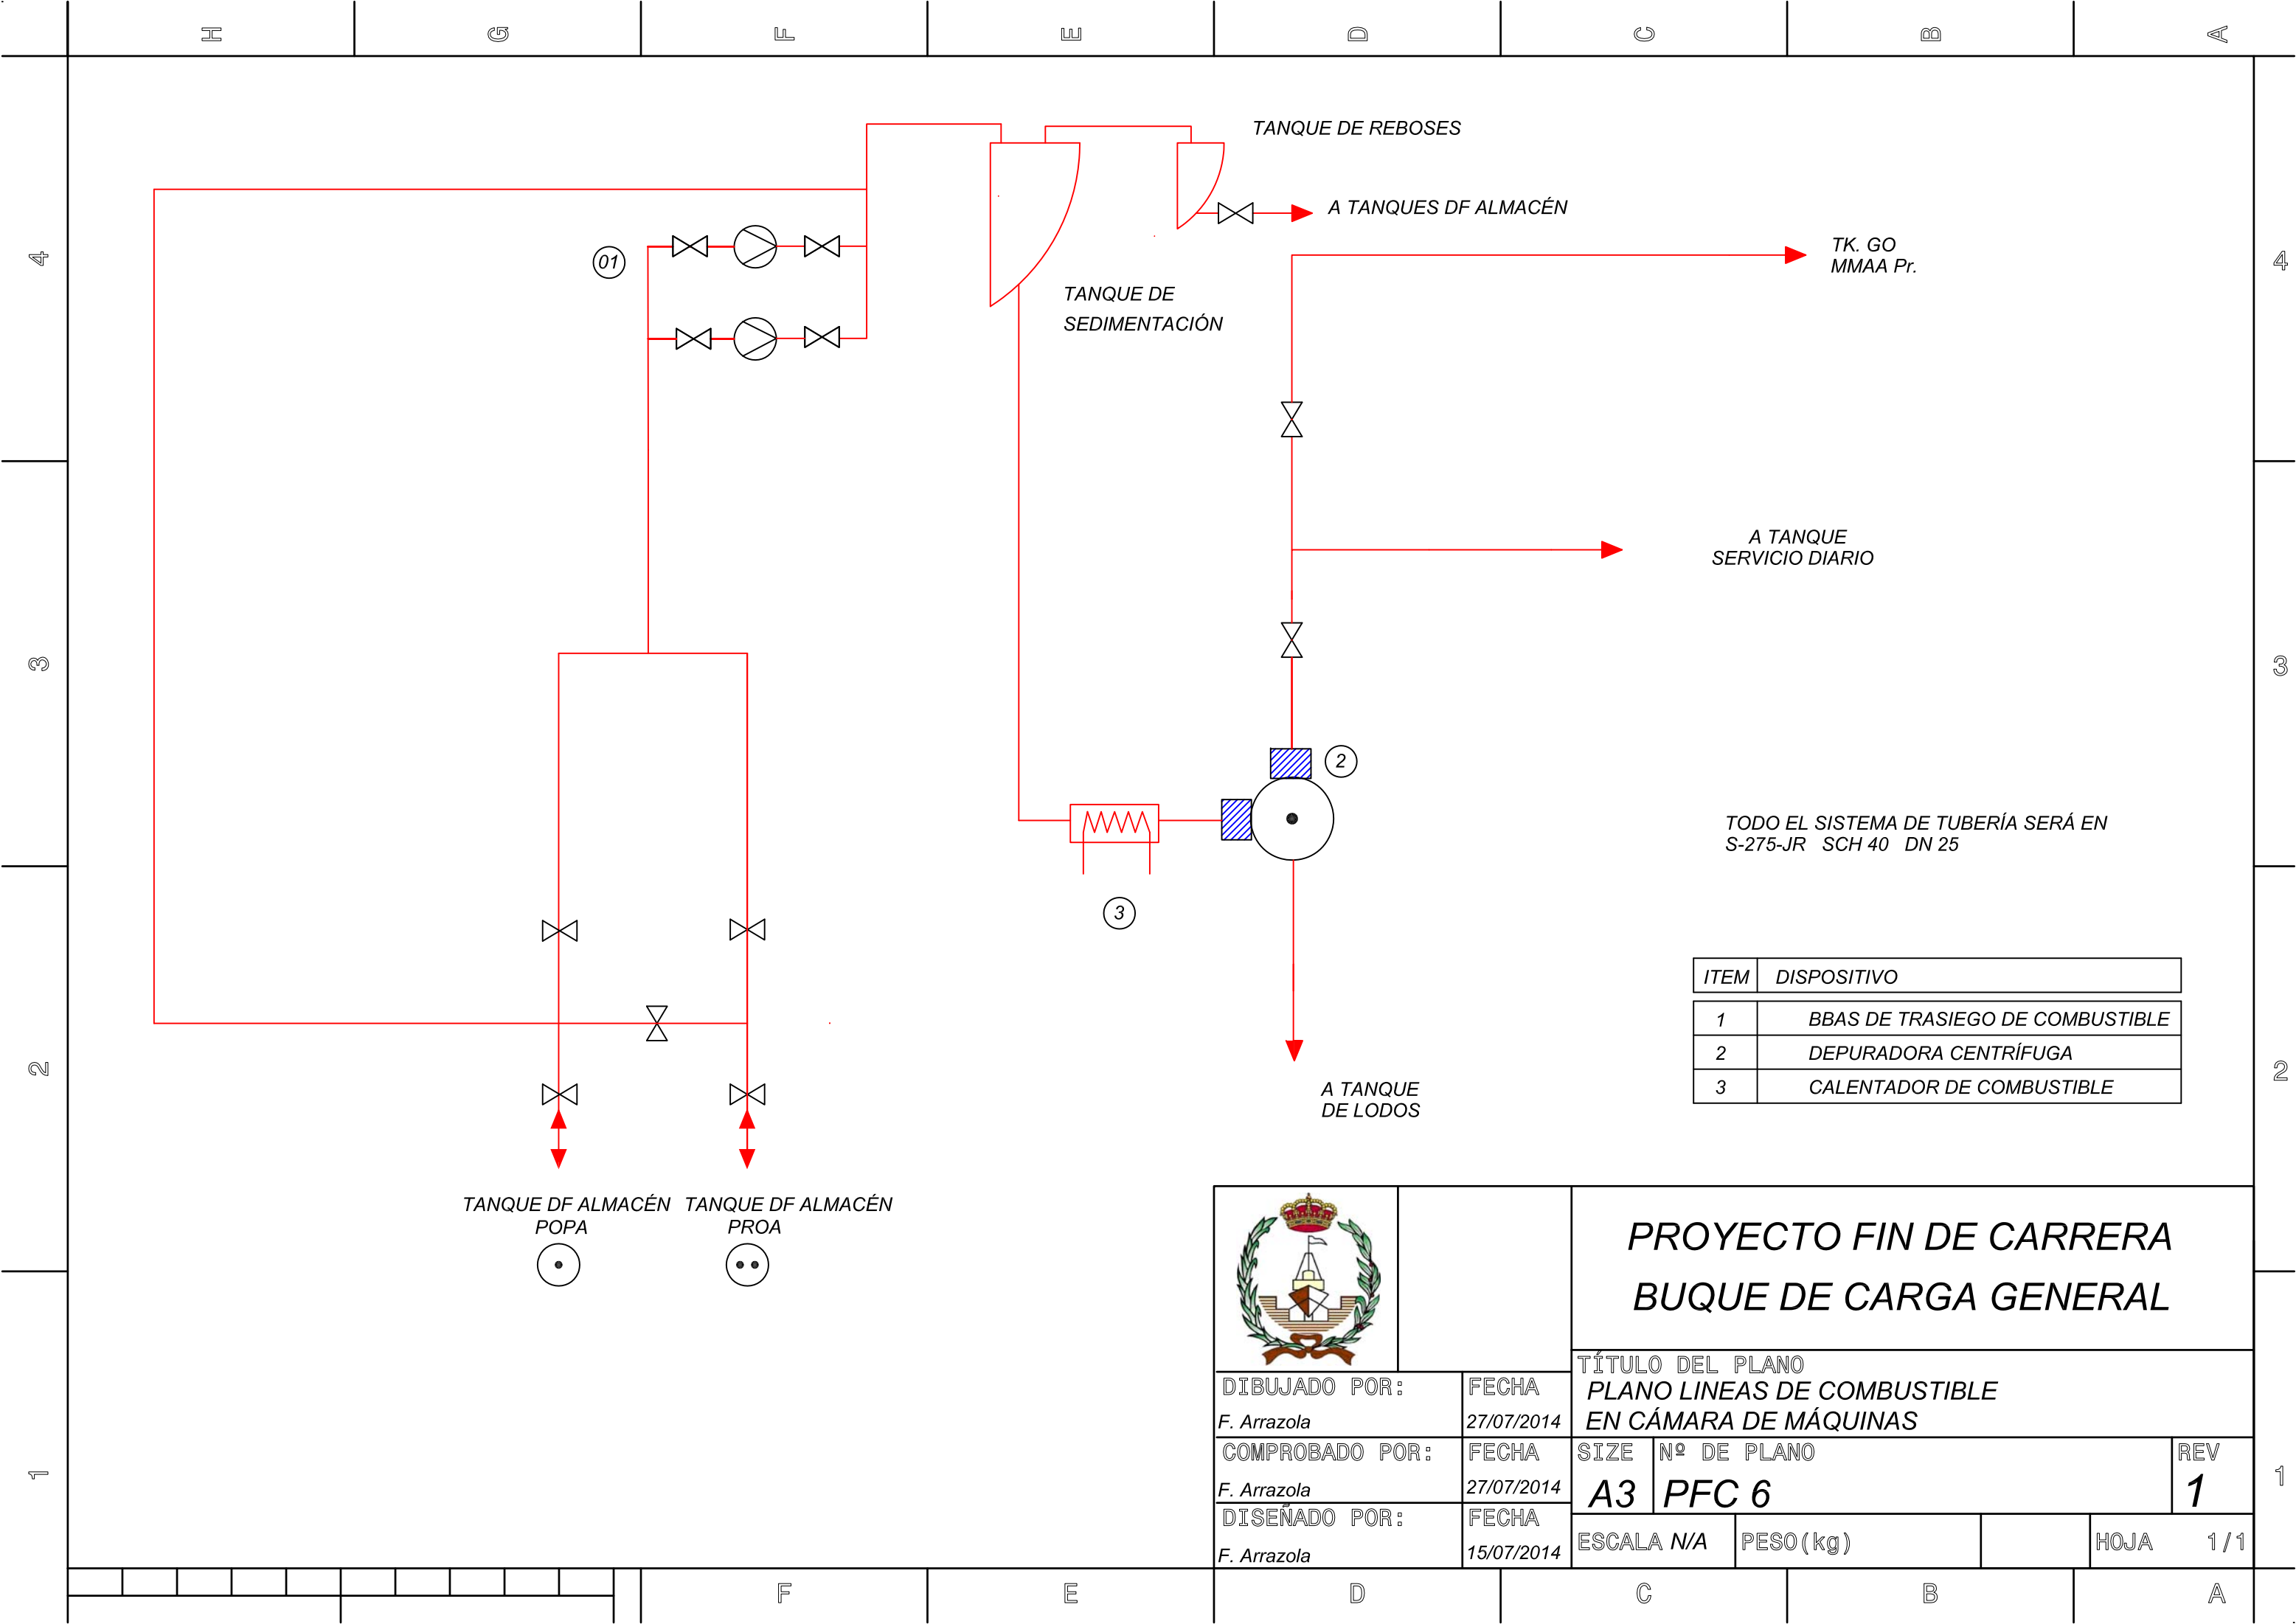 H G F E D C B A
TANQUE DE REBOSES
A TANQUES DF ALMACÉN
4
01
TK. GO
MMAA Pr.
4
TANQUE DE
SEDIMENTACIÓN
A TANQUE
SERVICIO DIARIO
3
3
2
TODO EL SISTEMA DE TUBERÍA SERÁ EN
S-275-JR SCH 40 DN 25
3
ITEM DISPOSITIVO
1 BBAS DE TRASIEGO DE COMBUSTIBLE
2 DEPURADORA CENTRÍFUGA
3 CALENTADOR DE COMBUSTIBLE
2
2
A TANQUE
DE LODOS
TANQUE DF ALMACÉN
POPA
TANQUE DF ALMACÉN
PROA
PROYECTO FIN DE CARRERA
BUQUE DE CARGA GENERAL
TÍTULO DEL PLANO
PLANO LINEAS DE COMBUSTIBLE
EN CÁMARA DE MÁQUINAS
DIBUJADO POR: FECHA
F. Arrazola 27/07/2014
COMPROBADO POR: FECHA
F. Arrazola 27/07/2014
DISEÑADO POR: FECHA
F. Arrazola 15/07/2014
SIZE Nº DE PLANO REV
A3 PFC 6 1
ESCALA N/A PESO(kg) HOJA 1/1
1
1
F E D C B A